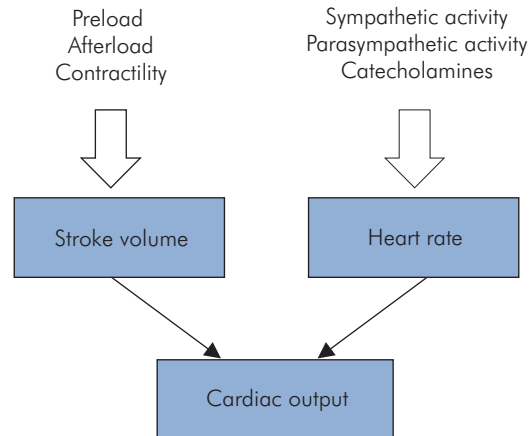 Preload
Afterload
Contractility
Sympathetic activity
Parasympathetic activity
Catecholamines
Stroke volume
Heart rate
Cardiac output